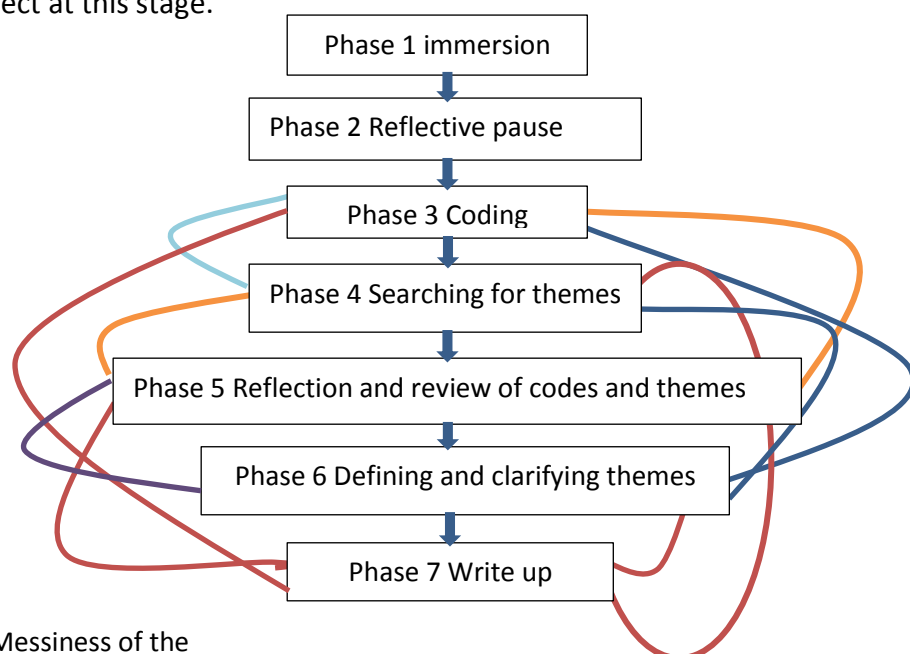 ect at this stage.
Phase 1 immersion
Phase 2 Reflective pause
Phase 3 Coding
Phase 4 Searching for themes
Phase 5 Reflection and review of codes and themes
Phase 6 Defining and clarifying themes
Phase 7 Write up
Messiness of the